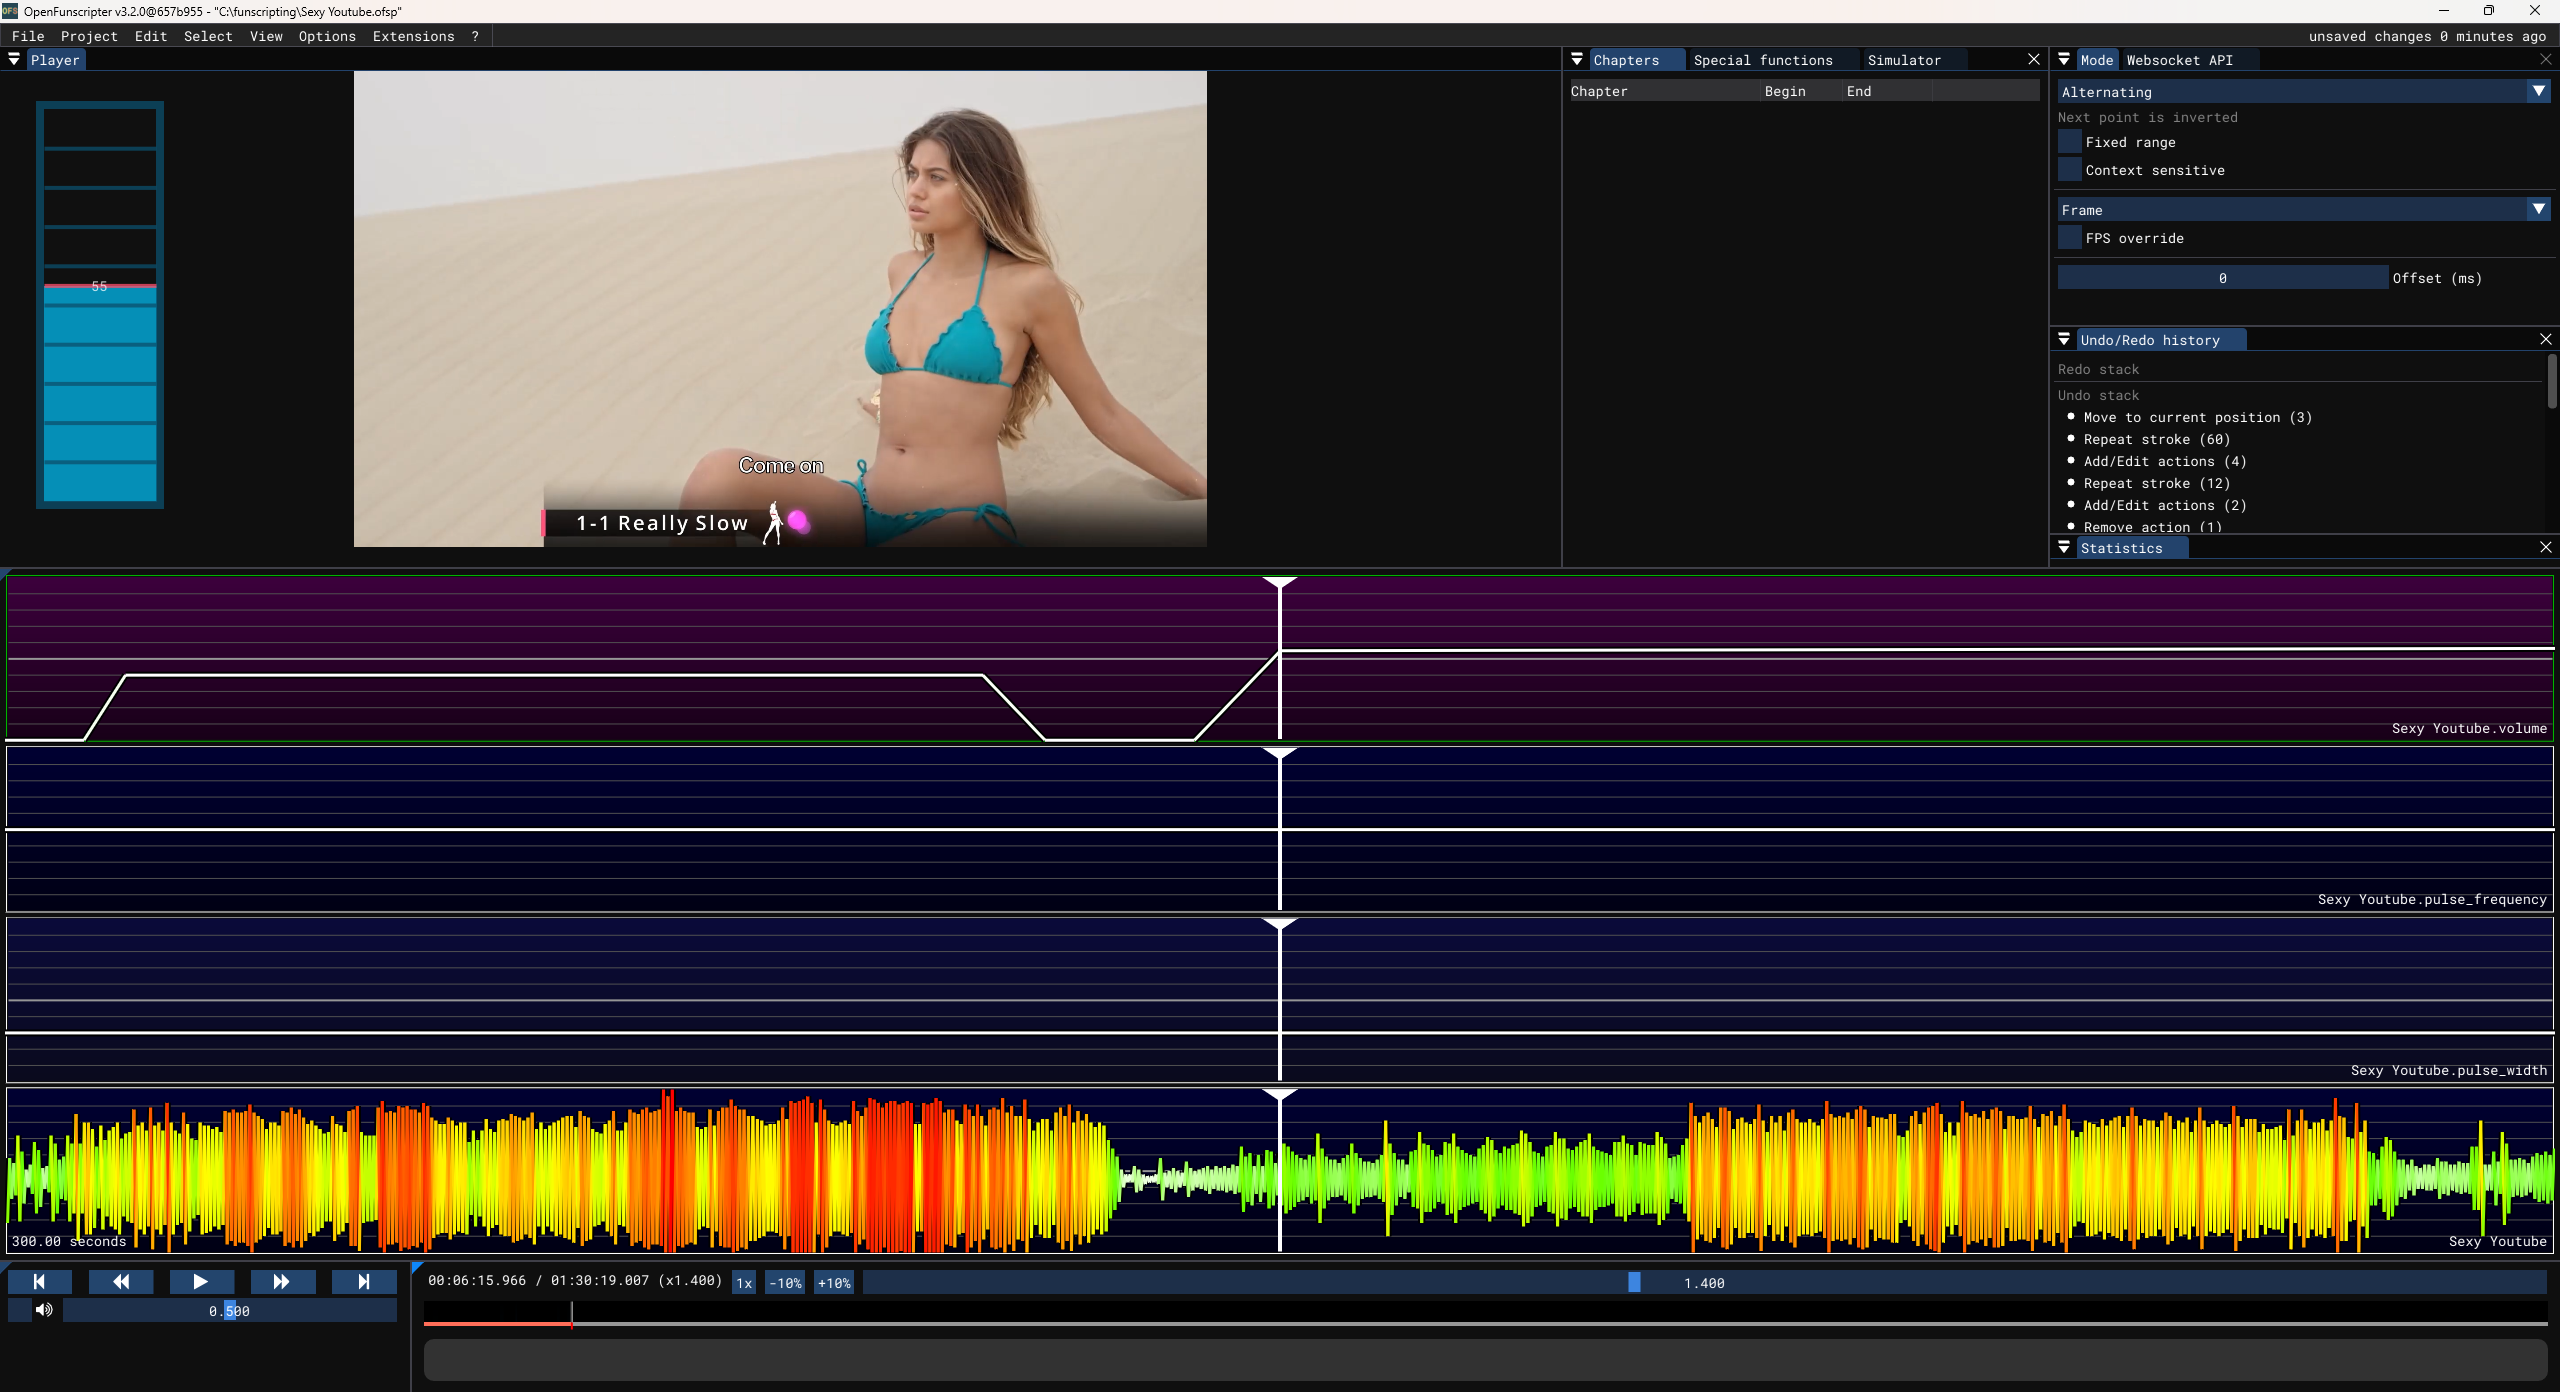 OFS OpenFunscripter v3.2.0@657b955 - "C:\funscripting\Sexy Youtube.ofsp"
File Project Edit Select View Options Extensions ?
unsaved changes 0 minutes ago
Player
55
Come on
1-1 Really Slow
Chapters Special functions Simulator
Chapter Begin End
Mode Websocket API
Alternating
Next point is inverted
Fixed range
Context sensitive
Frame
FPS override
0 Offset (ms)
Undo/Redo history
Redo stack
Undo stack
Move to current position (3)
Repeat stroke (60)
Add/Edit actions (4)
Repeat stroke (12)
Add/Edit actions (2)
Remove action (1)
Statistics
Sexy Youtube.volume
Sexy Youtube.pulse_frequency
Sexy Youtube.pulse_width
300.00 seconds
Sexy Youtube
00:06:15.966 / 01:30:19.007 (x1.400) 1x -10% +10% 1.400
0.500